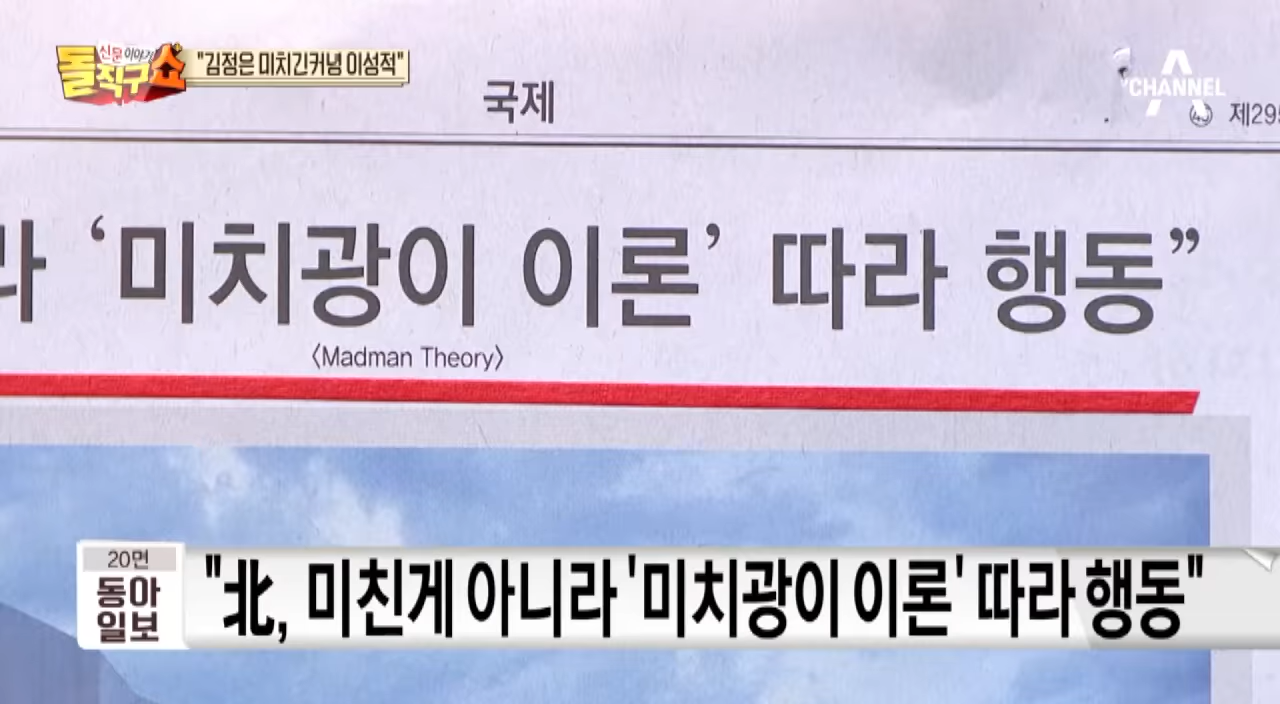 신문이야기
돌직구쇼
"김정은 미치긴커녕 이성적"
CHANNEL A
국제
제29
라 ‘미치광이 이론’ 따라 행동”
〈Madman Theory〉
20면
동아
일보
"北, 미친게 아니라 '미치광이 이론' 따라 행동"